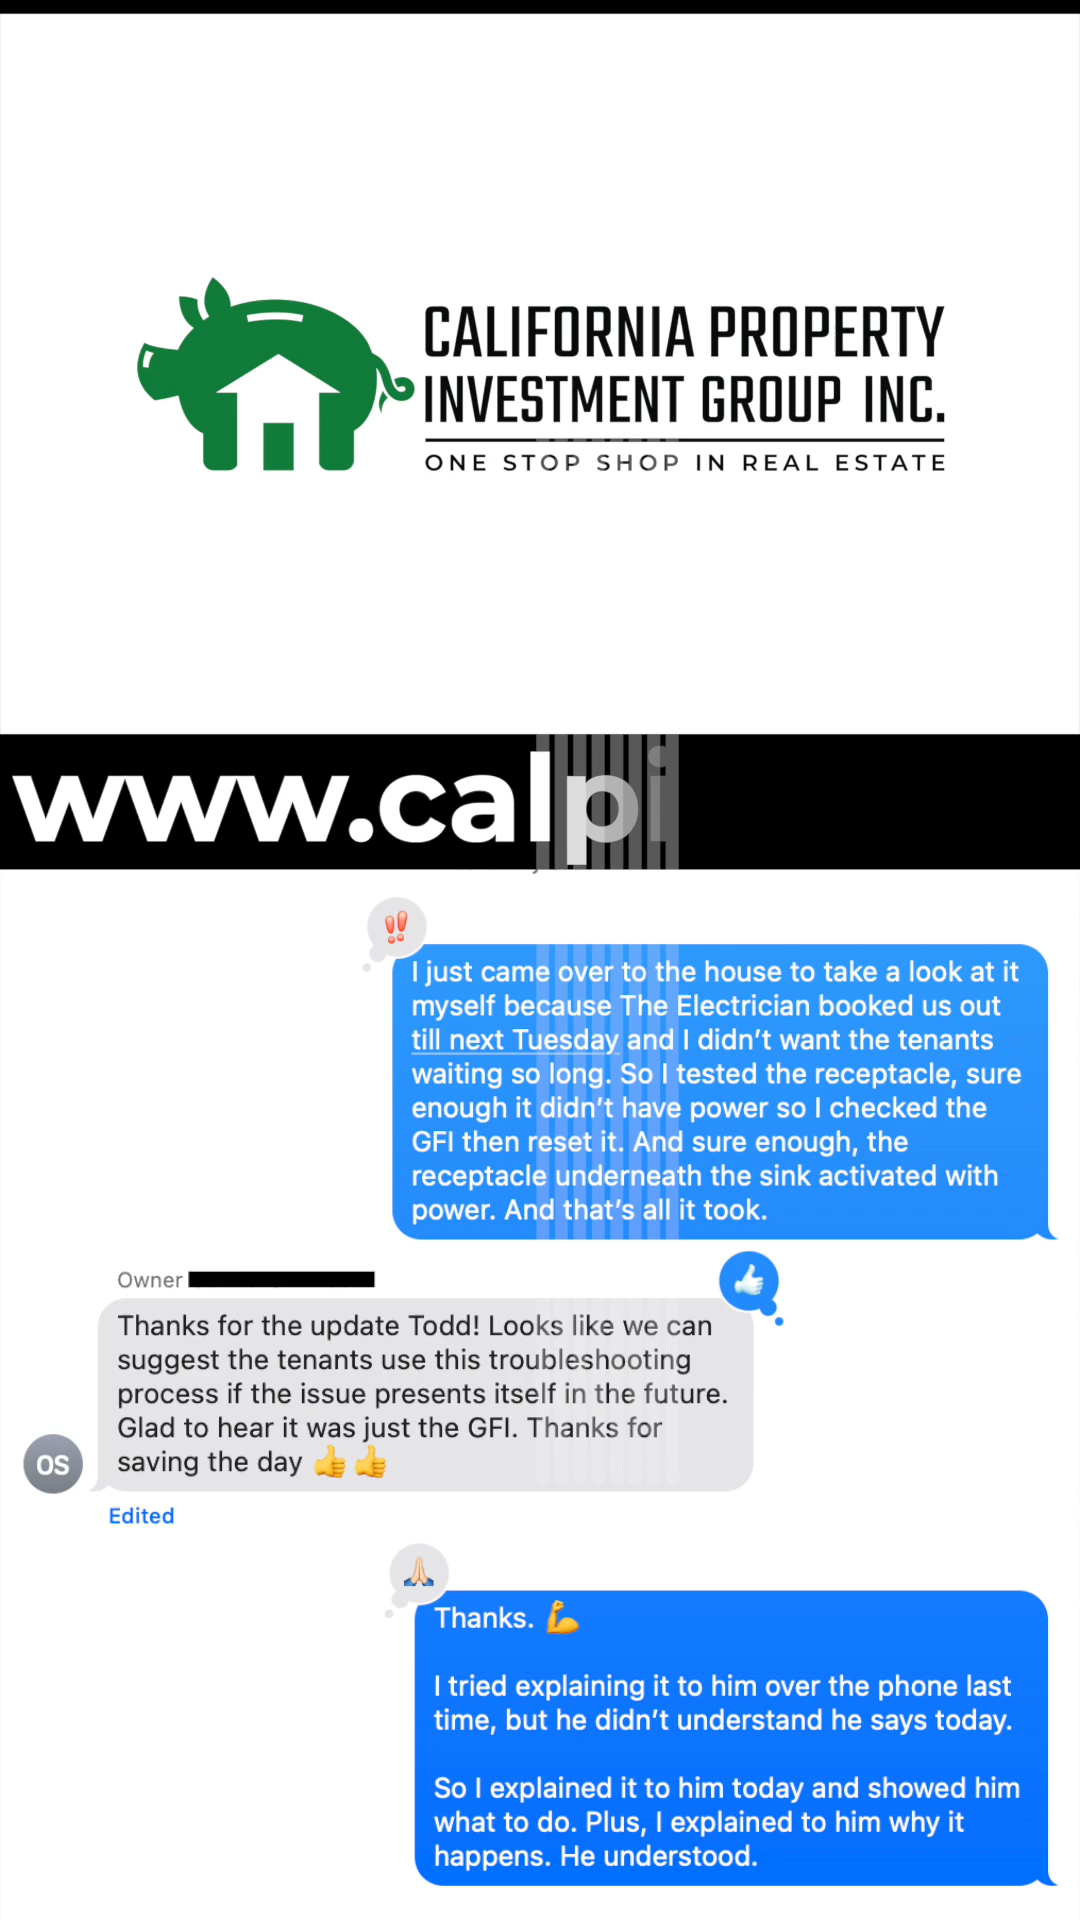 CALIFORNIA PROPERTY
INVESTMENT GROUP INC.
ONE STOP SHOP IN REAL ESTATE
www.calpi
I just came over to the house to take a look at it
myself because The Electrician booked us out
till next Tuesday and I didn't want the tenants
waiting so long. So I tested the receptacle, sure
enough it didn't have power so I checked the
GFI then reset it. And sure enough, the
receptacle underneath the sink activated with
power. And that's all it took.
Owner
Thanks for the update Todd! Looks like we can
suggest the tenants use this troubleshooting
process if the issue presents itself in the future.
Glad to hear it was just the GFI. Thanks for
saving the day 👍👍
OS
Edited
Thanks. 💪
I tried explaining it to him over the phone last
time, but he didn't understand he says today.
So I explained it to him today and showed him
what to do. Plus, I explained to him why it
happens. He understood.